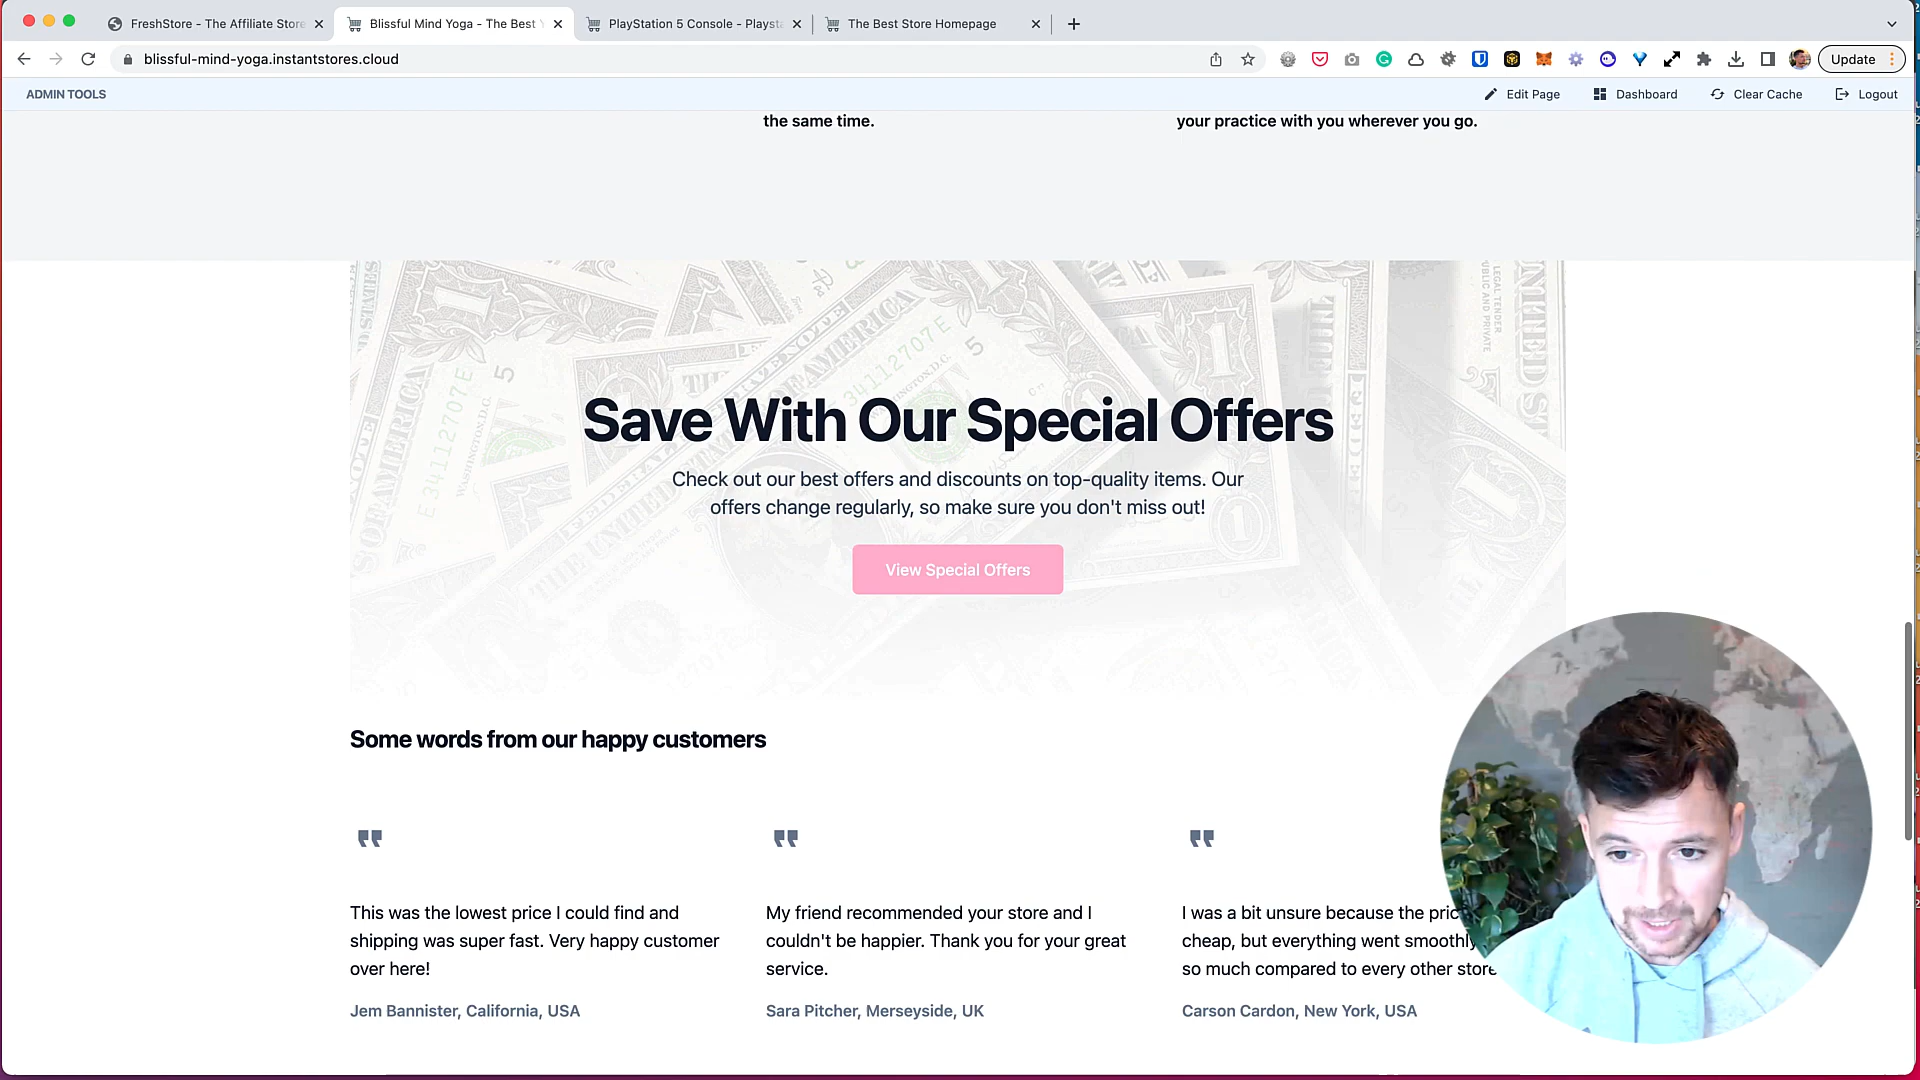 FreshStore - The Affiliate Store
Blissful Mind Yoga - The Best Y
PlayStation 5 Console - Playsta
The Best Store Homepage
blissful-mind-yoga.instantstores.cloud
Update
ADMIN TOOLS
Edit Page
Dashboard
Clear Cache
Logout
the same time.
your practice with you wherever you go.
Save With Our Special Offers
Check out our best offers and discounts on top-quality items. Our
offers change regularly, so make sure you don't miss out!
View Special Offers
Some words from our happy customers
This was the lowest price I could find and
shipping was super fast. Very happy customer
over here!
Jem Bannister, California, USA
My friend recommended your store and I
couldn't be happier. Thank you for your great
service.
Sara Pitcher, Merseyside, UK
I was a bit unsure because the pric
cheap, but everything went smoothly
so much compared to every other store
Carson Cardon, New York, USA